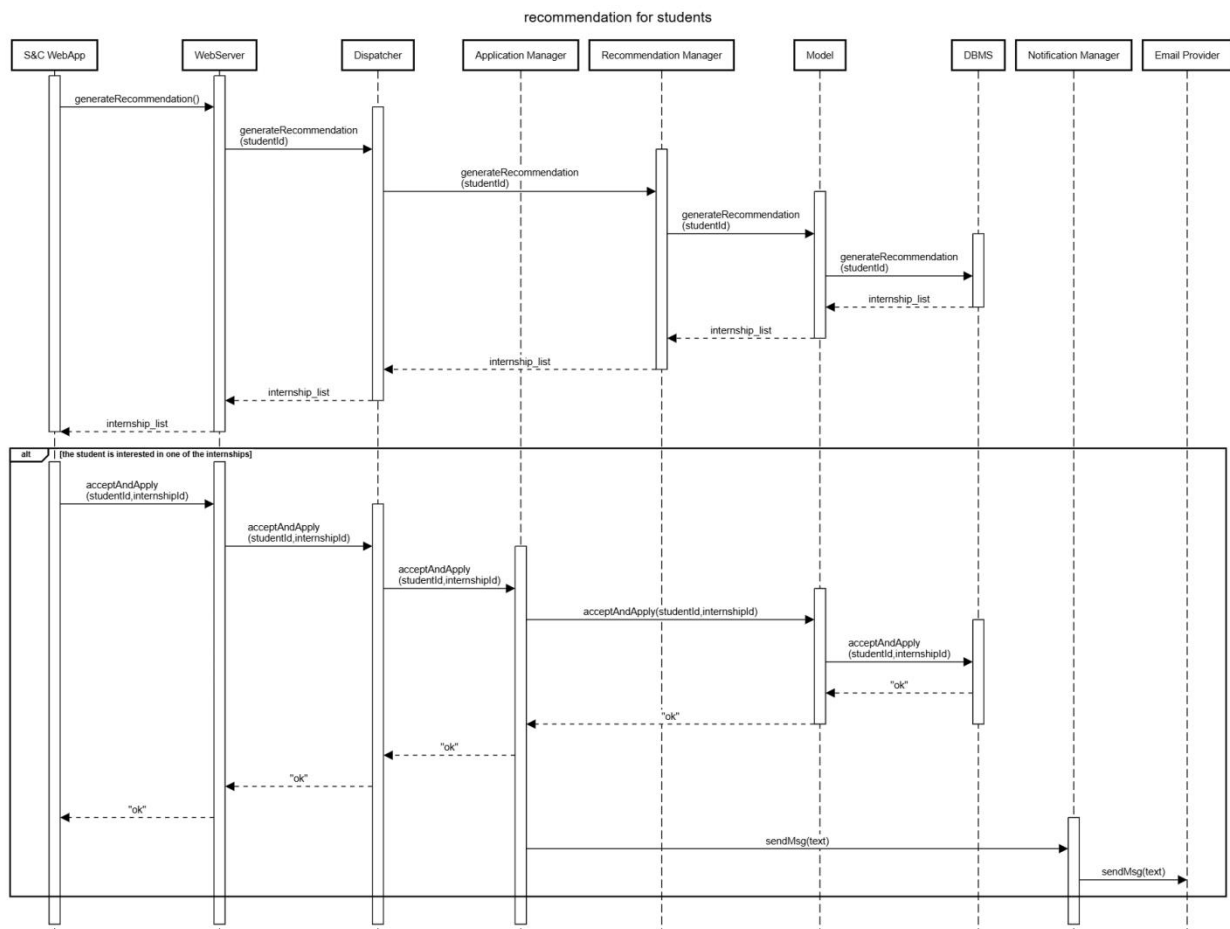 recommendation for students
S&C WebApp
WebServer
Dispatcher
Application Manager
Recommendation Manager
Model
DBMS
Notification Manager
Email Provider
generateRecommendation()
generateRecommendation
(studentId)
generateRecommendation
(studentId)
generateRecommendation
(studentId)
generateRecommendation
(studentId)
internship_list
internship_list
internship_list
internship_list
internship_list
alt
[the student is interested in one of the internships]
acceptAndApply
(studentId,internshipId)
acceptAndApply
(studentId,internshipId)
acceptAndApply
(studentId,internshipId)
acceptAndApply(studentId,internshipId)
acceptAndApply
(studentId,internshipId)
"ok"
"ok"
"ok"
"ok"
"ok"
sendMsg(text)
sendMsg(text)